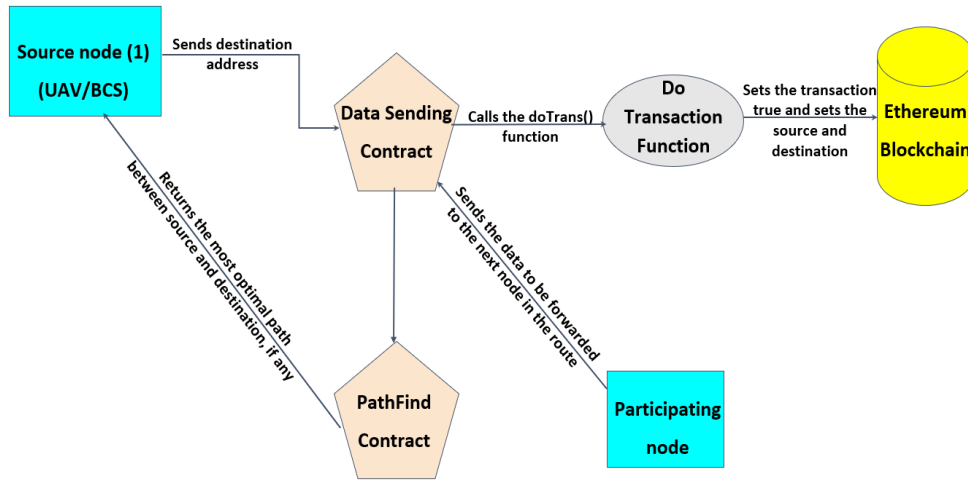 Source node (1)
(UAV/BCS)
Sends destination
address
Data Sending
Contract
Calls the doTrans()
function
Do
Transaction
Function
Sets the transaction
true and sets the
source and
destination
Ethereum
Blockchain
Returns the most optimal path
between source and destination, if any
Sends the data to be forwarded
to the next node in the route
PathFind
Contract
Participating
node